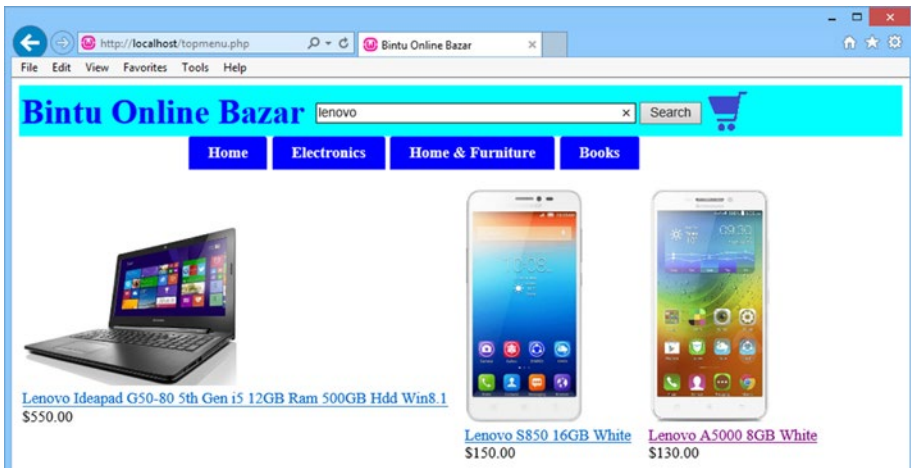 http://localhost/topmenu.php
Bintu Online Bazar
File Edit View Favorites Tools Help
Bintu Online Bazar lenovo Search
Home Electronics Home & Furniture Books
Lenovo Ideapad G50-80 5th Gen i5 12GB Ram 500GB Hdd Win8.1
$550.00
Lenovo S850 16GB White
$150.00
Lenovo A5000 8GB White
$130.00